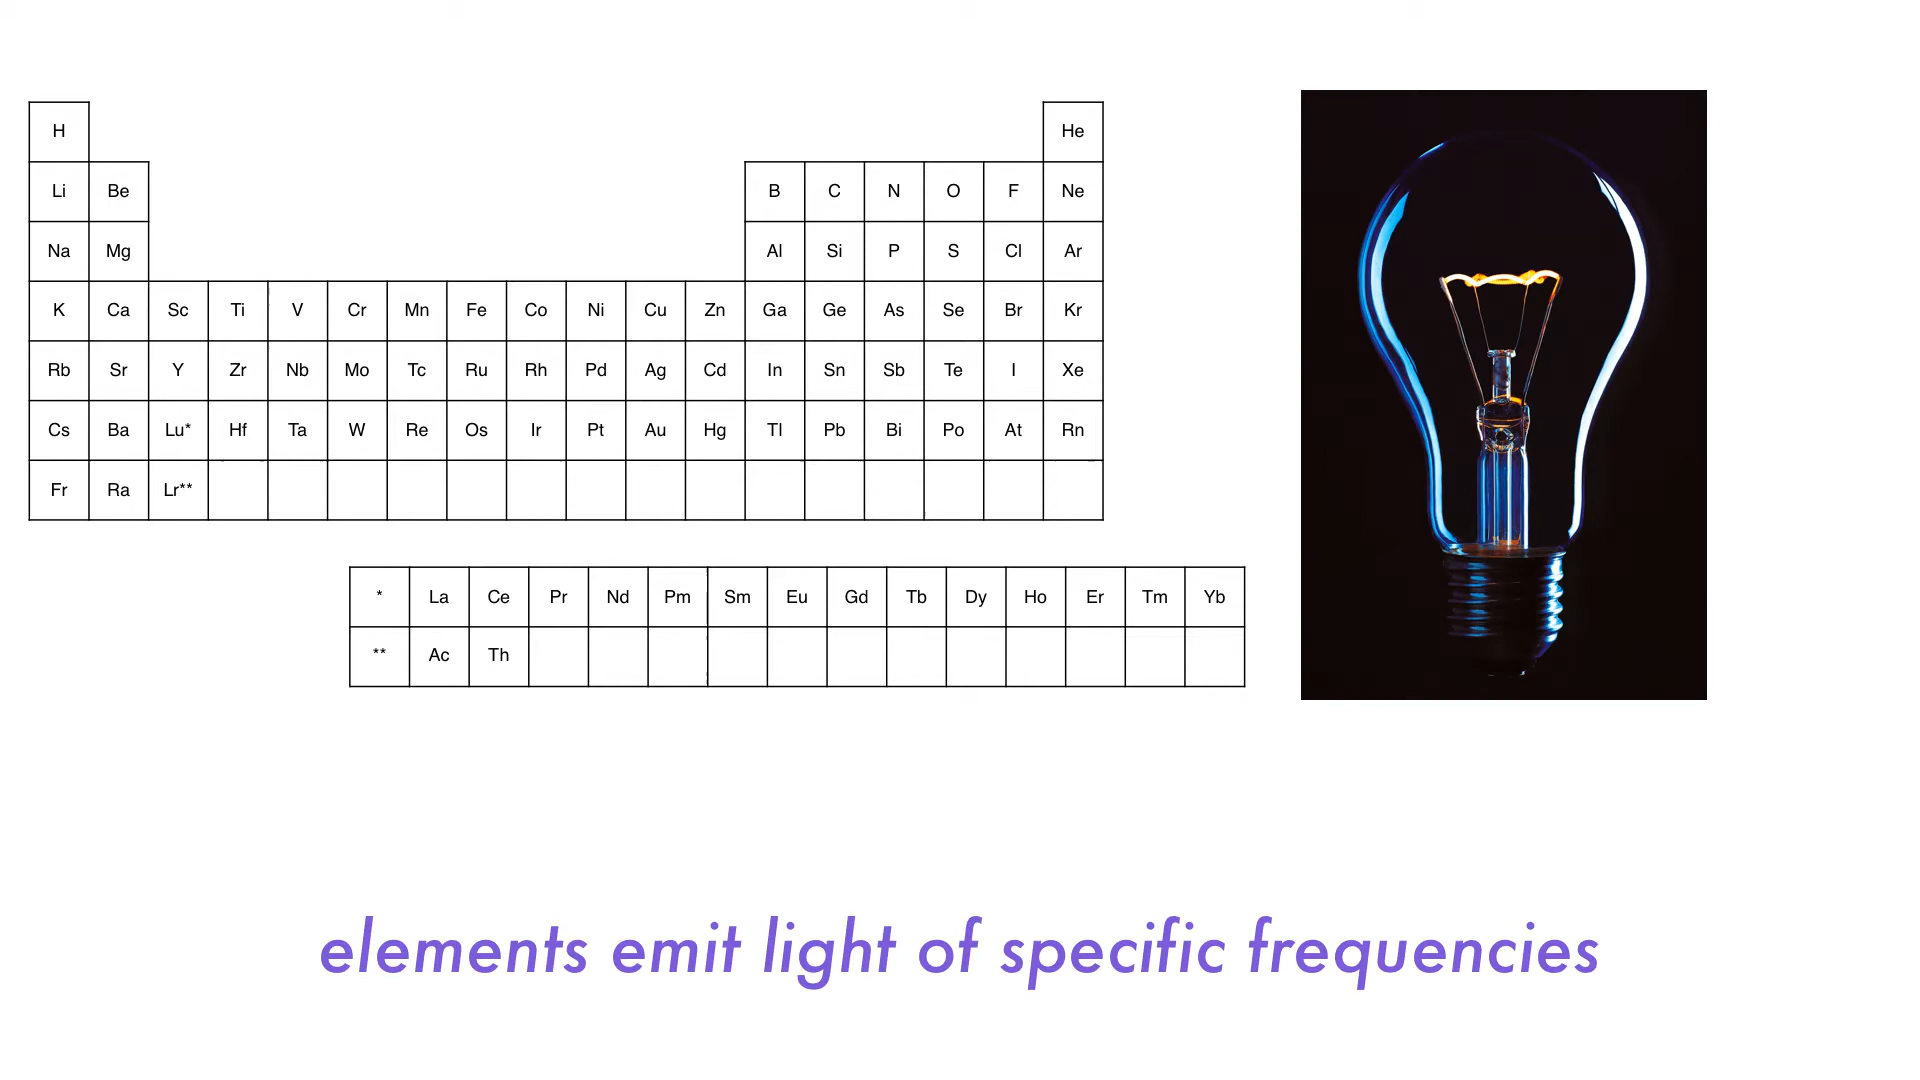 H He
Li Be B C N O F Ne
Na Mg Al Si P S Cl Ar
K Ca Sc Ti V Cr Mn Fe Co Ni Cu Zn Ga Ge As Se Br Kr
Rb Sr Y Zr Nb Mo Tc Ru Rh Pd Ag Cd In Sn Sb Te I Xe
Cs Ba Lu* Hf Ta W Re Os Ir Pt Au Hg Tl Pb Bi Po At Rn
Fr Ra Lr**
* La Ce Pr Nd Pm Sm Eu Gd Tb Dy Ho Er Tm Yb
** Ac Th
elements emit light of specific frequencies